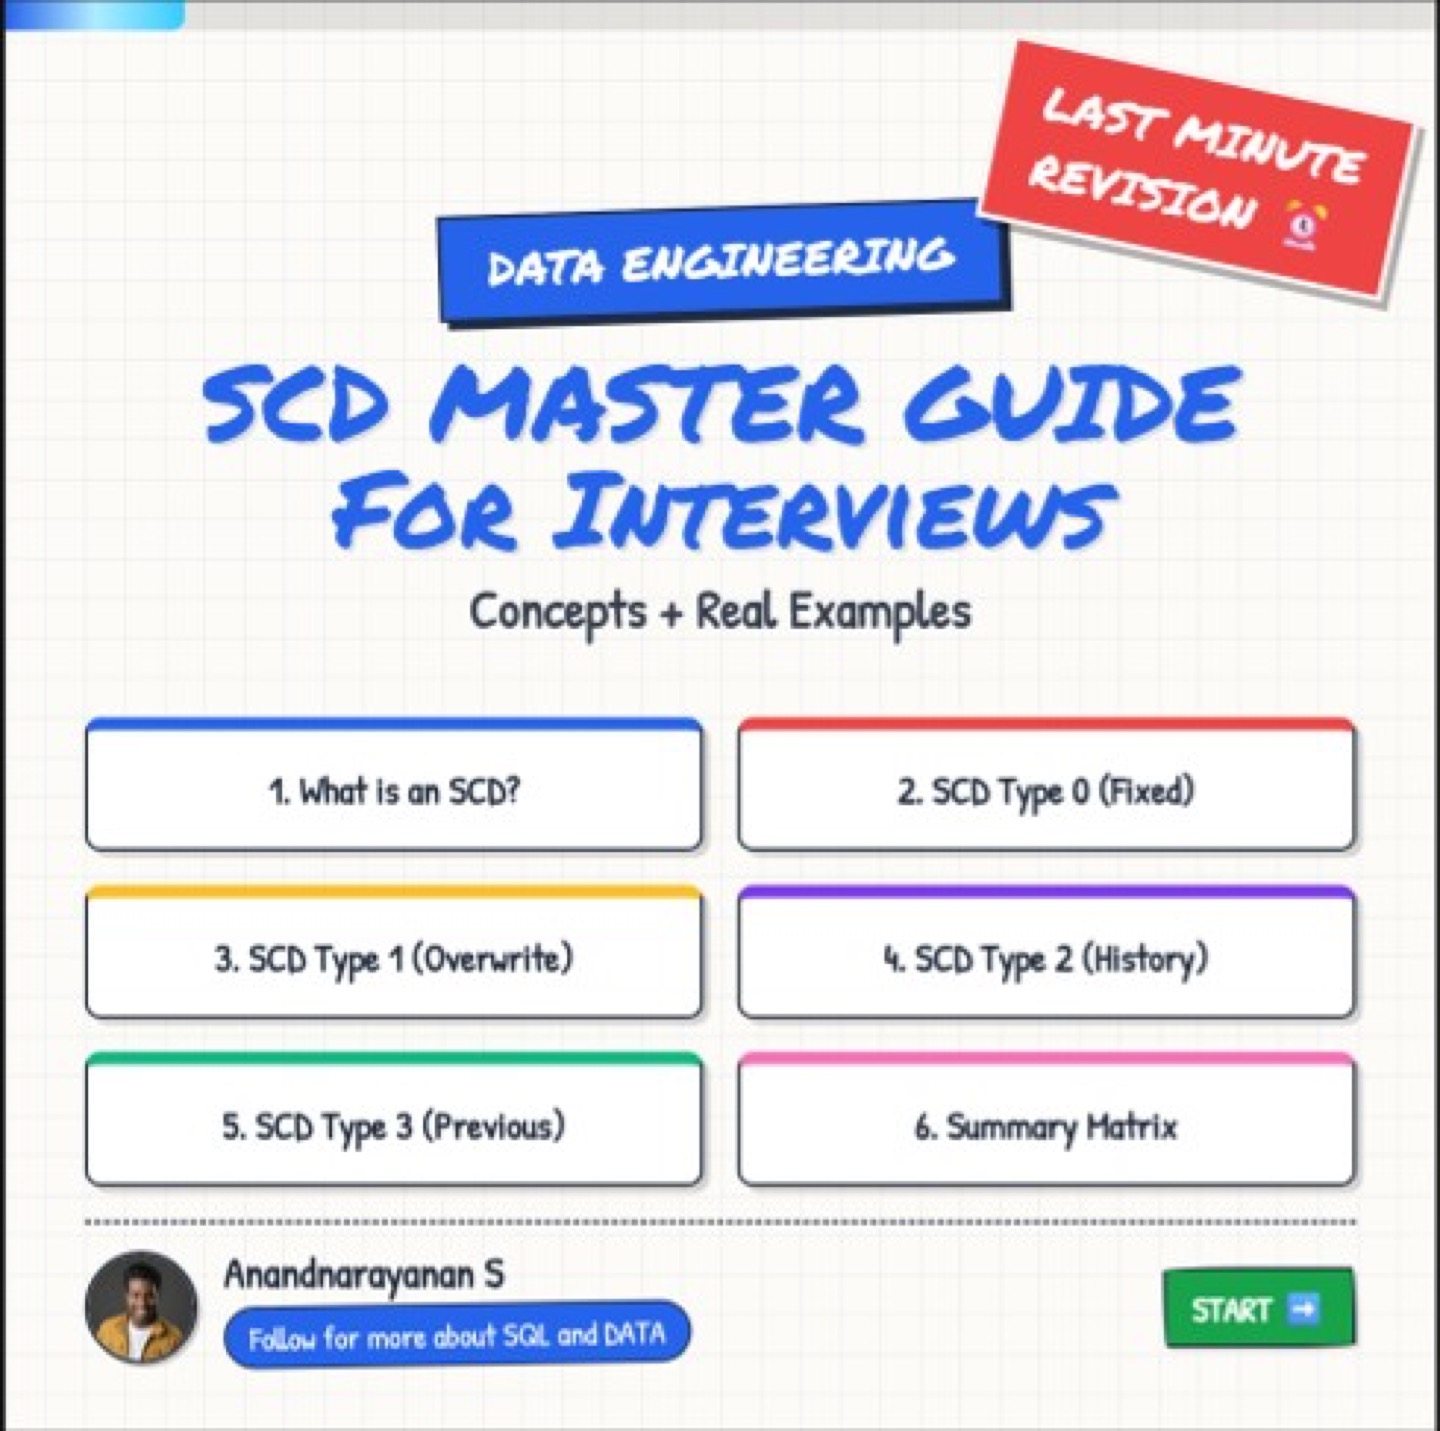 LAST MINUTE
REVISION ⏰
DATA ENGINEERING
SCD MASTER GUIDE
FOR INTERVIEWS
Concepts + Real Examples
1. What is an SCD?
2. SCD Type 0 (Fixed)
3. SCD Type 1 (Overwrite)
4. SCD Type 2 (History)
5. SCD Type 3 (Previous)
6. Summary Matrix
Anandnarayanan S
Follow for more about SQL and DATA
START ➡️